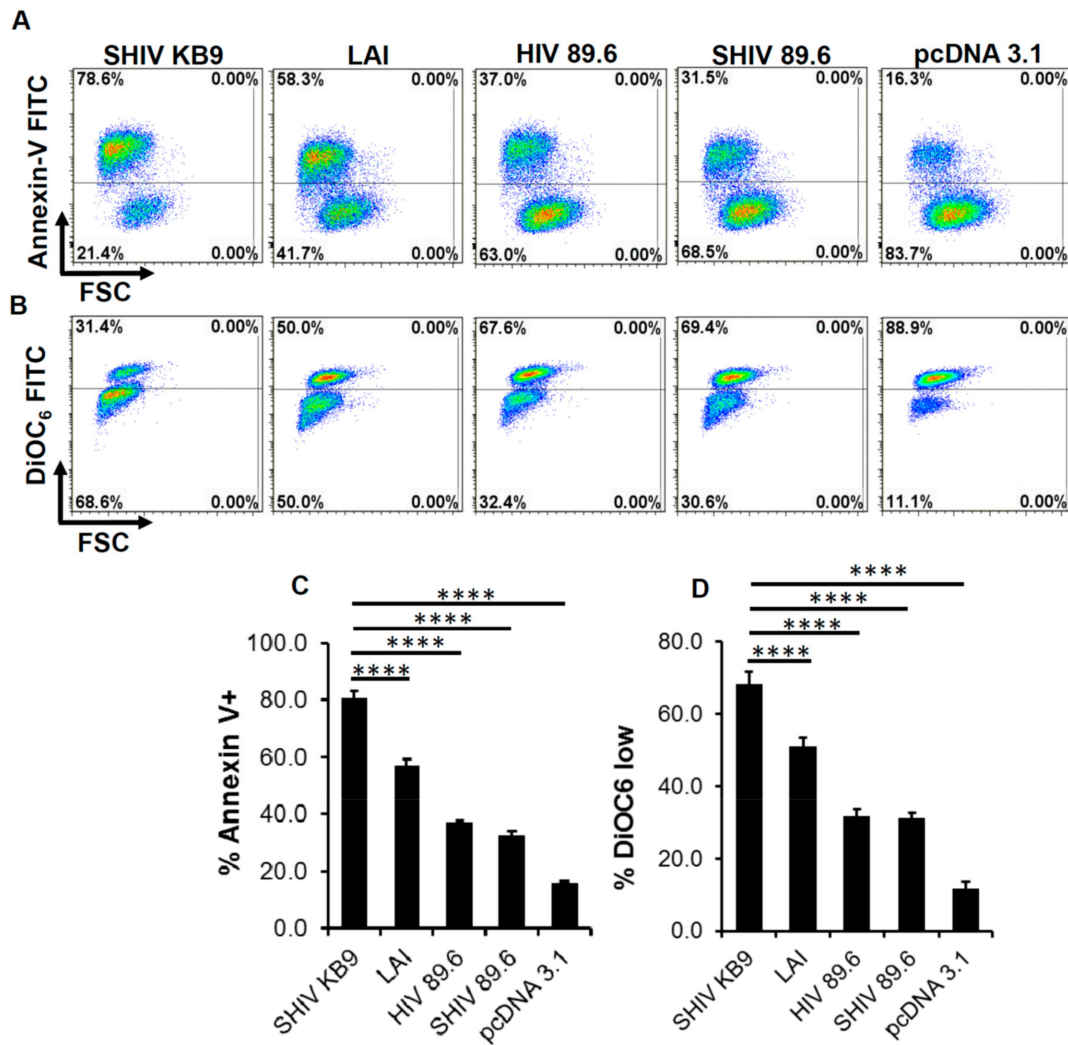 A
SHIV KB9 LAI HIV 89.6 SHIV 89.6 pcDNA 3.1
78.6% 0.00% 58.3% 0.00% 37.0% 0.00% 31.5% 0.00% 16.3% 0.00%
Annexin-V FITC
21.4% 0.00% 41.7% 0.00% 63.0% 0.00% 68.5% 0.00% 83.7% 0.00%
FSC
B
31.4% 0.00% 50.0% 0.00% 67.6% 0.00% 69.4% 0.00% 88.9% 0.00%
DiOC6 FITC
68.6% 0.00% 50.0% 0.00% 32.4% 0.00% 30.6% 0.00% 11.1% 0.00%
FSC
C
****
****
****
****
% Annexin V+
100.0
80.0
60.0
40.0
20.0
0.0
SHIV KB9
LAI
HIV 89.6
SHIV 89.6
pcDNA 3.1
D
****
****
****
****
% DiOC6 low
80.0
60.0
40.0
20.0
0.0
SHIV KB9
LAI
HIV 89.6
SHIV 89.6
pcDNA 3.1